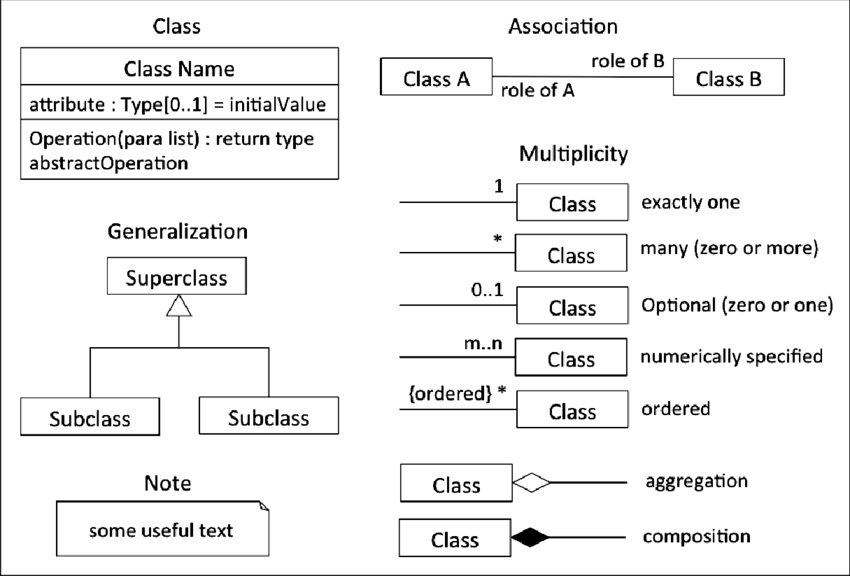 Class
Class Name
attribute : Type[0..1] = initialValue
Operation(para list) : return type
abstractOperation
Generalization
Superclass
Subclass
Subclass
Note
some useful text
Association
Class A
role of B
role of A
Class B
Multiplicity
1
Class
exactly one
*
Class
many (zero or more)
0..1
Class
Optional (zero or one)
m..n
Class
numerically specified
{ordered} *
Class
ordered
Class
aggregation
Class
composition